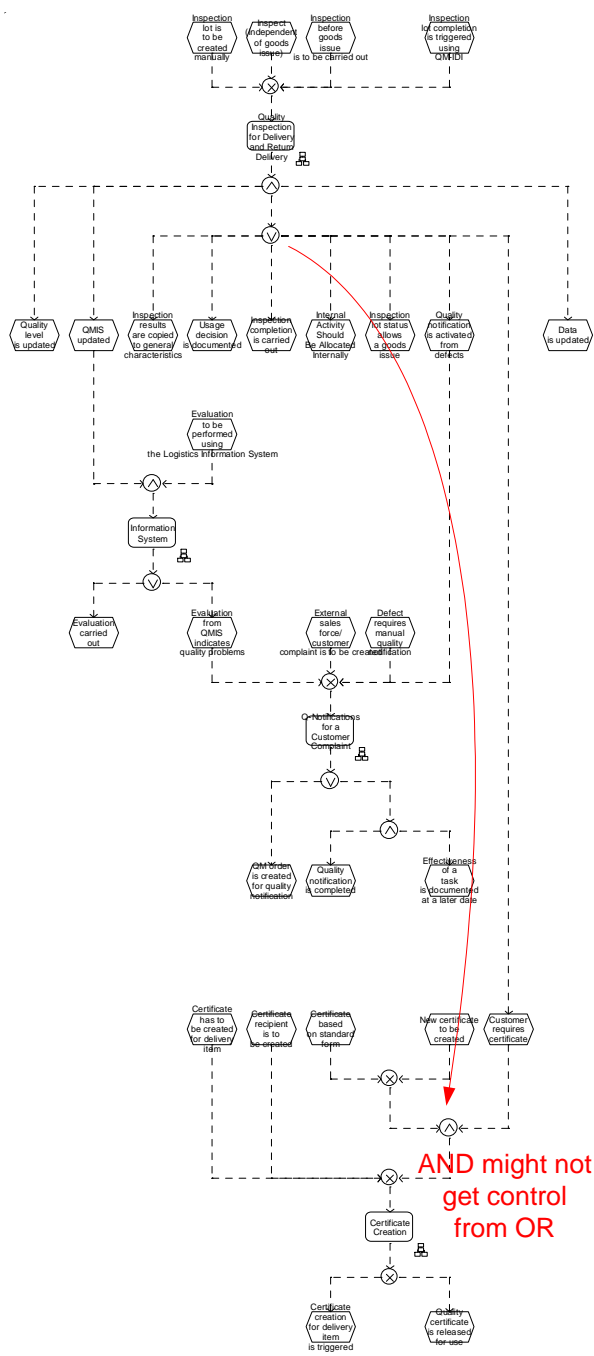 Inspection
lot is
to be
created
manually
Inspect
(independent
of goods
issue)
Inspection
before
goods
issue
is to be carried out
Inspection
lot completion
is triggered
using
QM-IDI
Quality
Inspection
for Delivery
and Return
Delivery
Quality
level
is updated
QMIS
updated
Inspection
results
are copied
to general
characteristics
Usage
decision
is documented
Inspection
completion
is carried
out
Internal
Activity
Should
Be Allocated
Internally
Inspection
lot status
allows
a goods
issue
Quality
notification
is activated
from
defects
Data
is updated
Evaluation
to be
performed
using
the Logistics Information System
Information
System
Evaluation
carried
out
Evaluation
from
QMIS
indicates
quality problems
External
sales
force/
customer
complaint is to be created
Defect
requires
manual
quality
notification
Q-Notifications
for a
Customer
Complaint
QM order
is created
for quality
notification
Quality
notification
is completed
Effectiveness
of a
task
is documented
at a later date
Certificate
has to
be created
for delivery
item
Certificate
recipient
is to
be created
Certificate
based
on standard
form
New certificate
to be
created
Customer
requires
certificate
AND might not
get control
from OR
Certificate
Creation
Certificate
creation
for delivery
item
is triggered
Quality
certificate
is released
for use